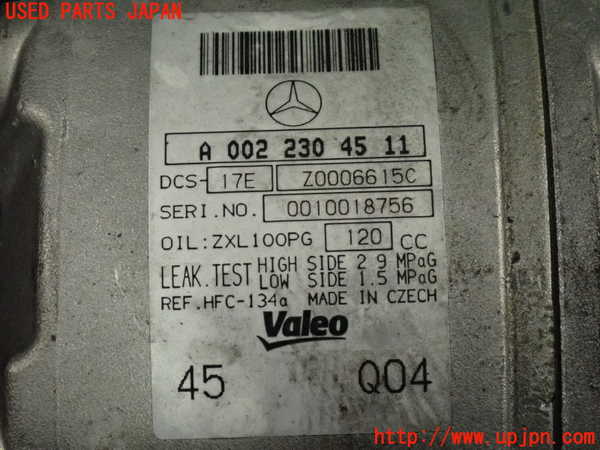 USED PARTS JAPAN
A 002 230 45 11
DCS- 17E Z0006615C
SERI.NO. 0010018756
OIL:ZXL100PG 120 CC
LEAK.TEST HIGH SIDE 2.9 MPaG
LOW SIDE 1.5 MPaG
REF.HFC-134a MADE IN CZECH
Valeo
45 Q04
http://www.upjpn.com/